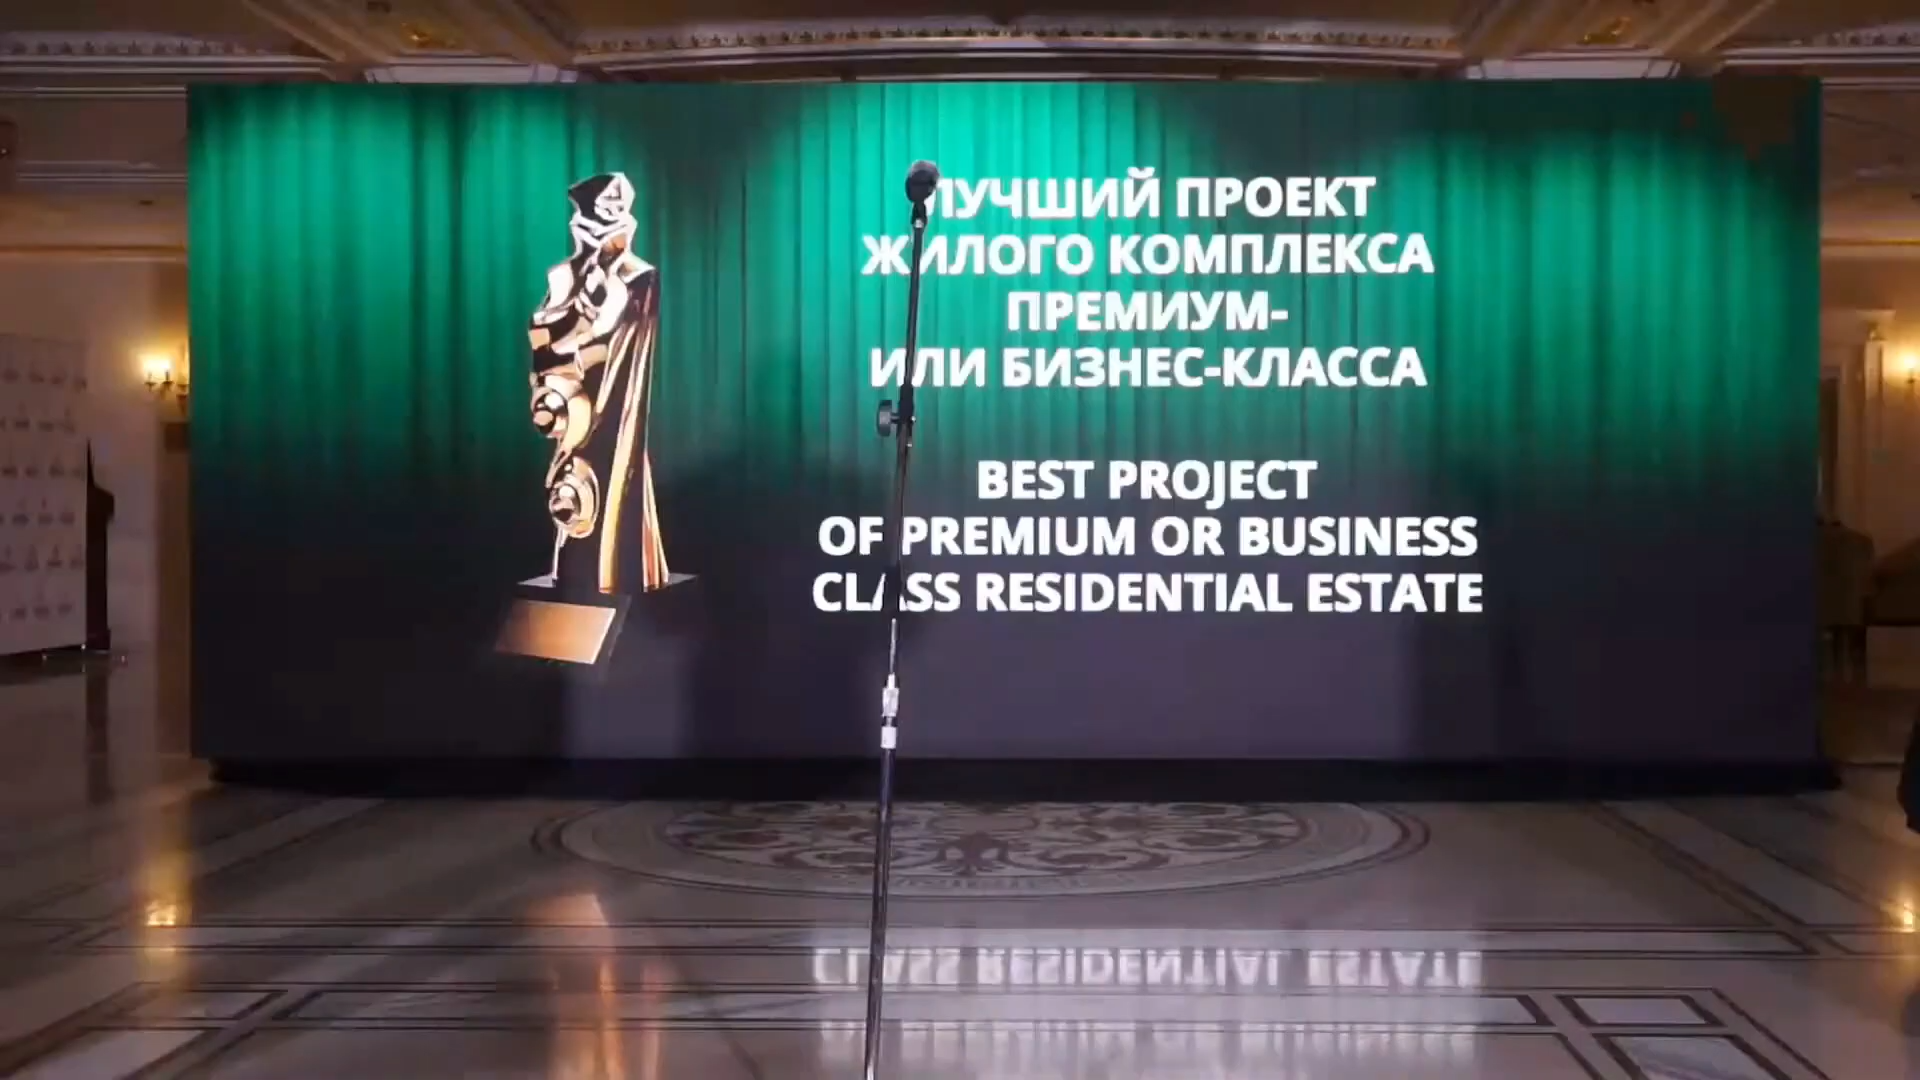 ЛУЧШИЙ ПРОЕКТ
ЖИЛОГО КОМПЛЕКСА
ПРЕМИУМ-
ИЛИ БИЗНЕС-КЛАССА
BEST PROJECT
OF PREMIUM OR BUSINESS
CLASS RESIDENTIAL ESTATE